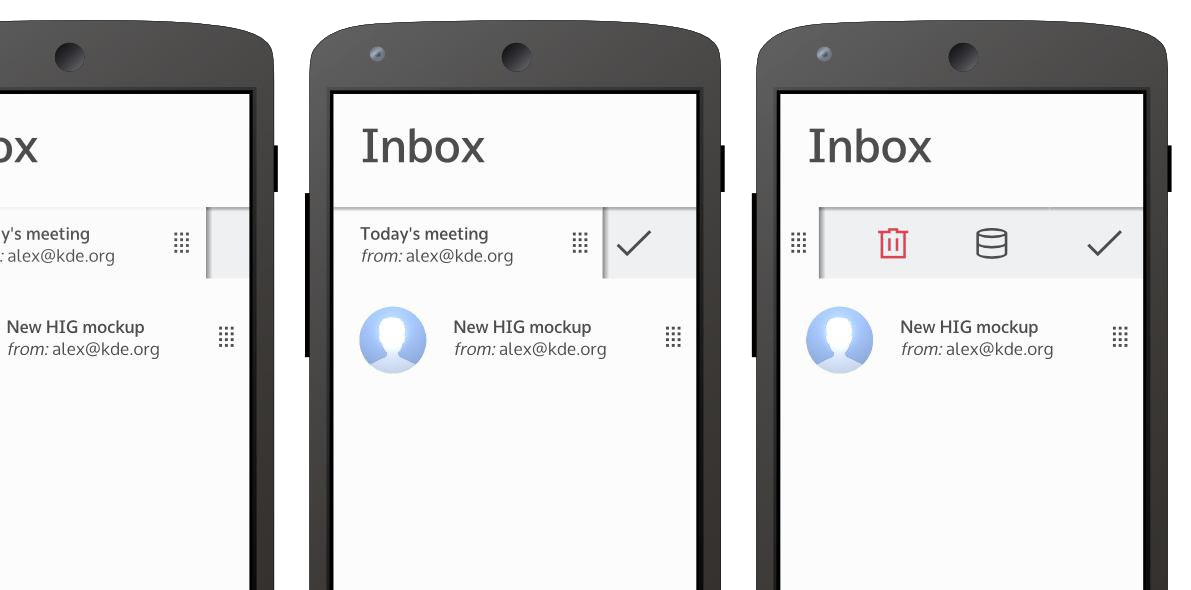 ox
y's meeting
: alex@kde.org
New HIG mockup
from: alex@kde.org
Inbox
Today's meeting
from: alex@kde.org
New HIG mockup
from: alex@kde.org
Inbox
New HIG mockup
from: alex@kde.org